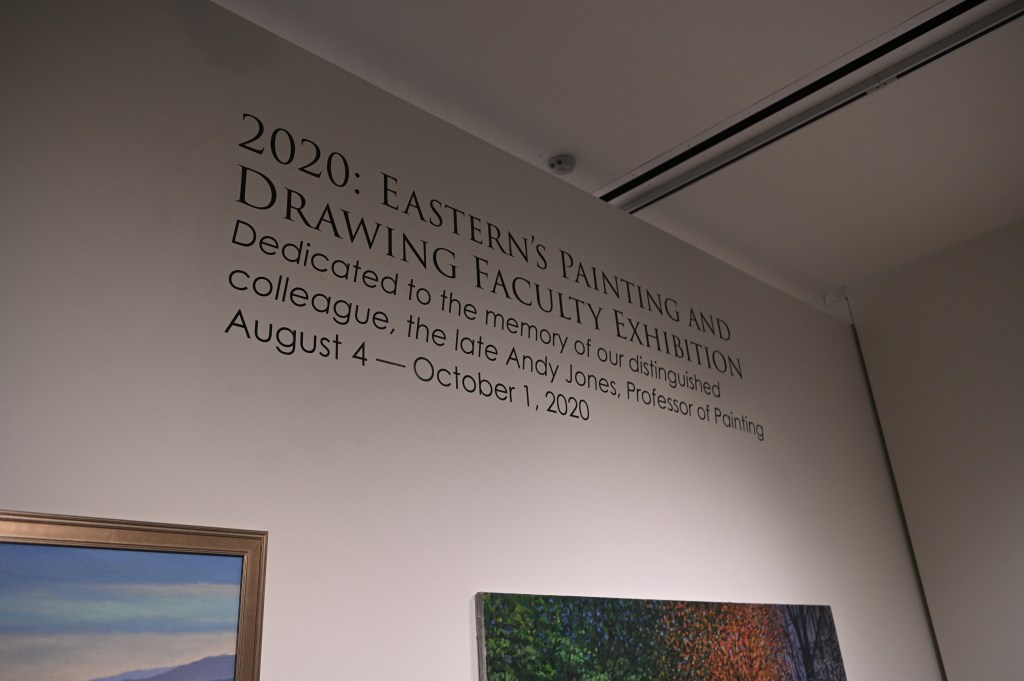 2020: Eastern's Painting and
Drawing Faculty Exhibition
Dedicated to the memory of our distinguished
colleague, the late Andy Jones, Professor of Painting
August 4 — October 1, 2020